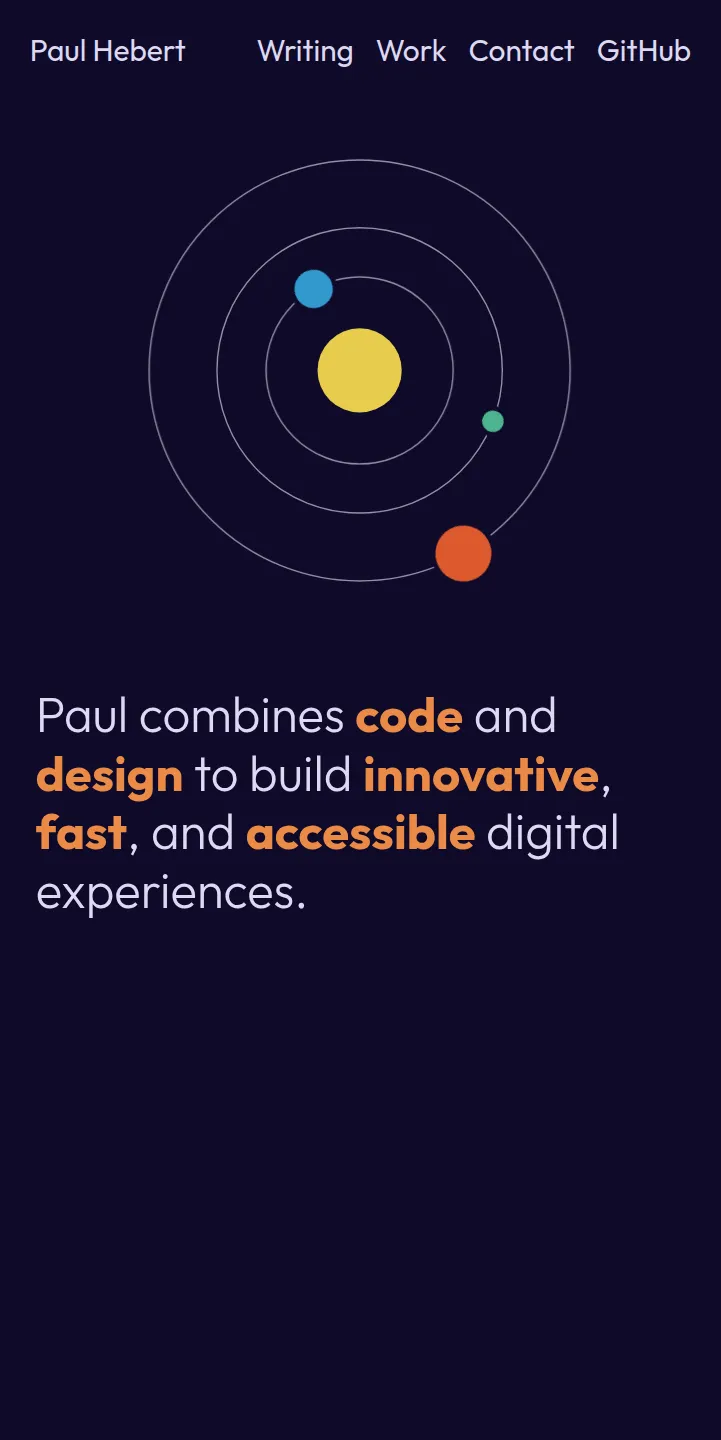 Paul Hebert Writing Work Contact GitHub
Paul combines code and
design to build innovative,
fast, and accessible digital
experiences.